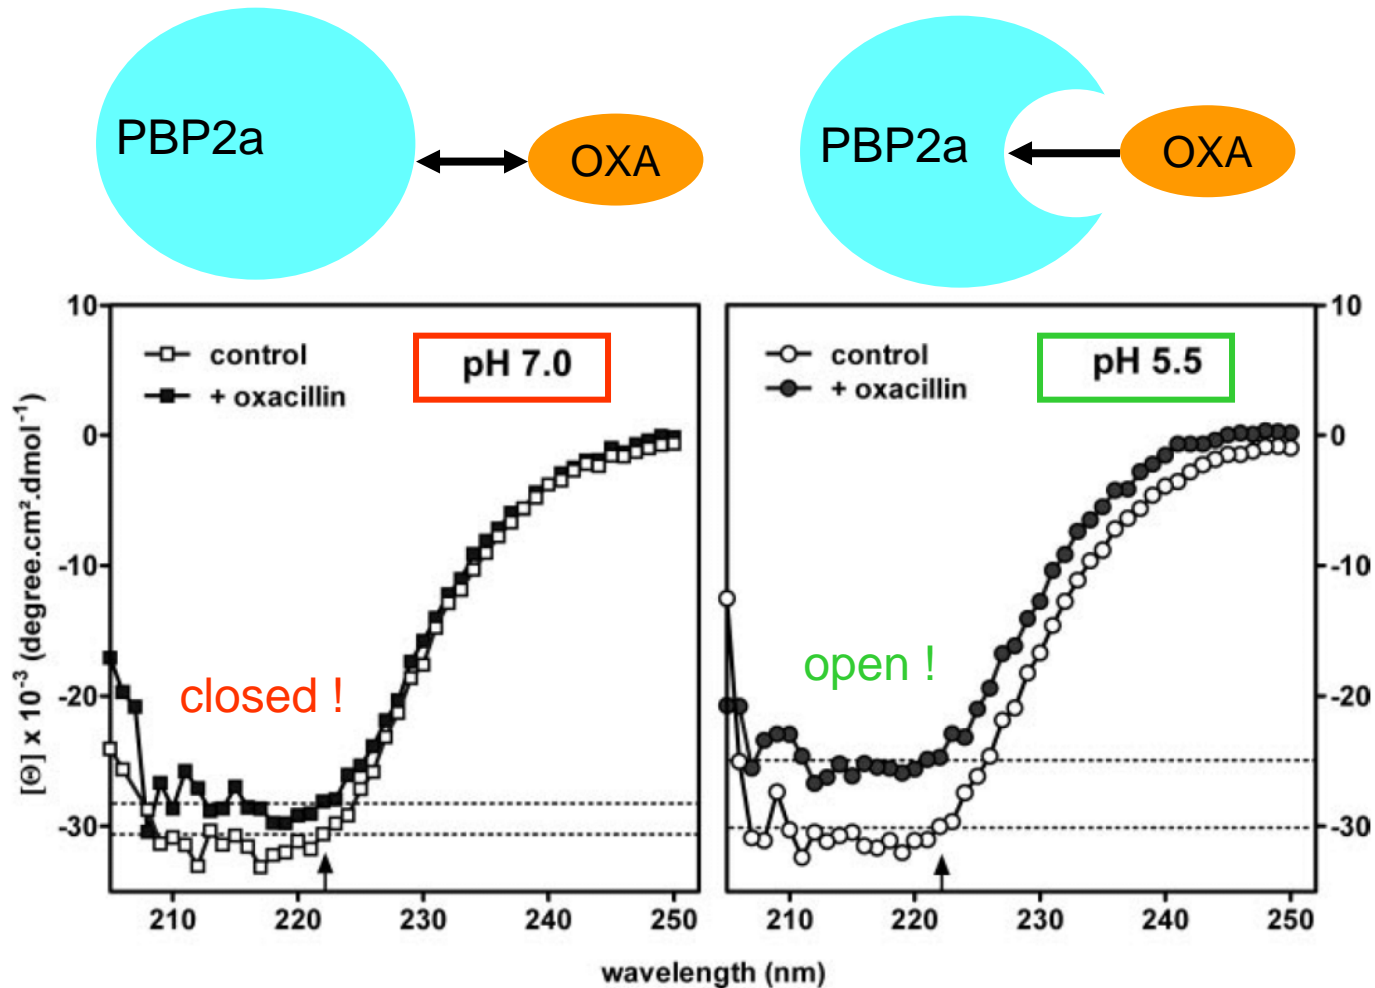 PBP2a
OXA
PBP2a
OXA
10
0
-10
-20
-30
control
+ oxacillin
pH 7.0
closed !
210
220
230
240
250
control
+ oxacillin
pH 5.5
open !
10
0
-10
-20
-30
210
220
230
240
250
[Θ] x 10⁻³ (degree.cm².dmol⁻¹)
wavelength (nm)